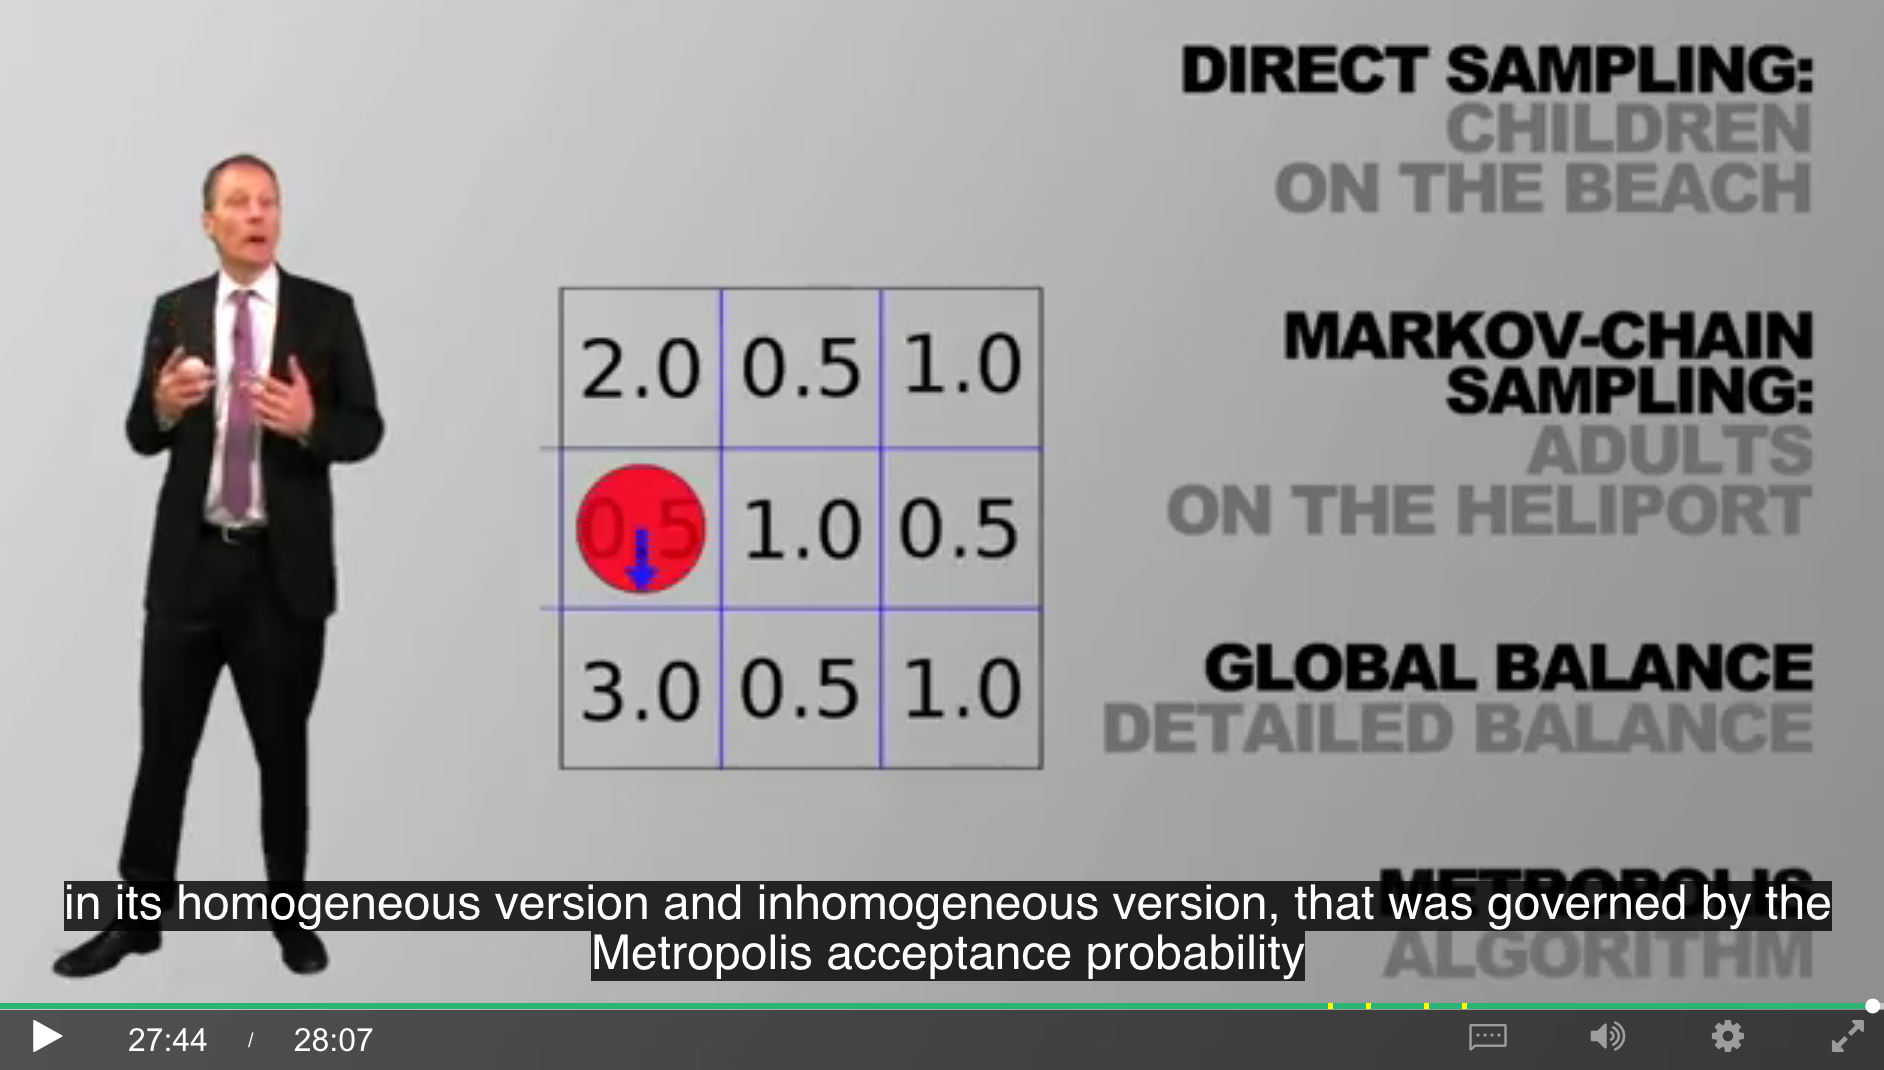 DIRECT SAMPLING:
CHILDREN
ON THE BEACH
2.0 0.5 1.0
MARKOV-CHAIN
SAMPLING:
ADULTS
ON THE HELIPORT
0.5 1.0 0.5
3.0 0.5 1.0
GLOBAL BALANCE
DETAILED BALANCE
METROPOLIS
ALGORITHM
in its homogeneous version and inhomogeneous version, that was governed by the
Metropolis acceptance probability
27:44 / 28:07